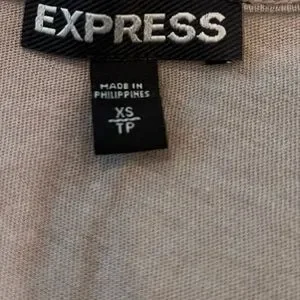 EXPRESS
MADE IN
PHILIPPINES
XS
TP